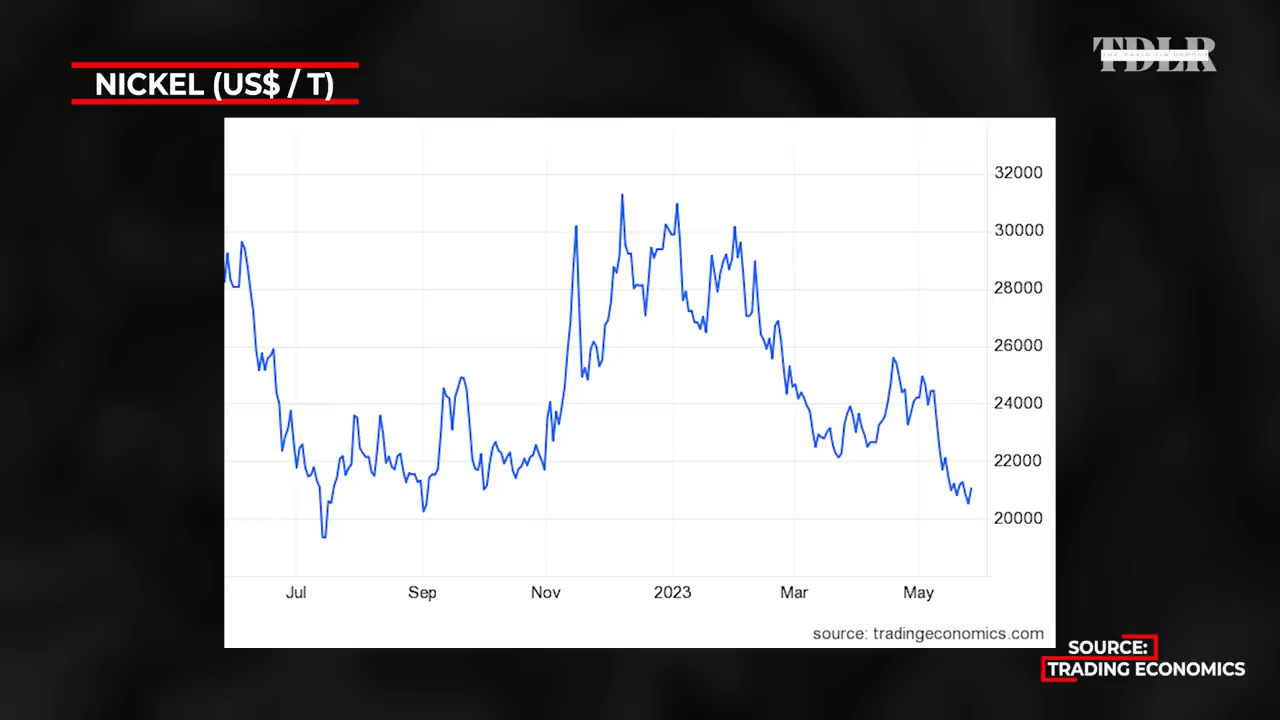 TDLR
NICKEL (US$ / T)
32000
30000
28000
26000
24000
22000
20000
Jul Sep Nov 2023 Mar May
source: tradingeconomics.com
SOURCE:
TRADING ECONOMICS